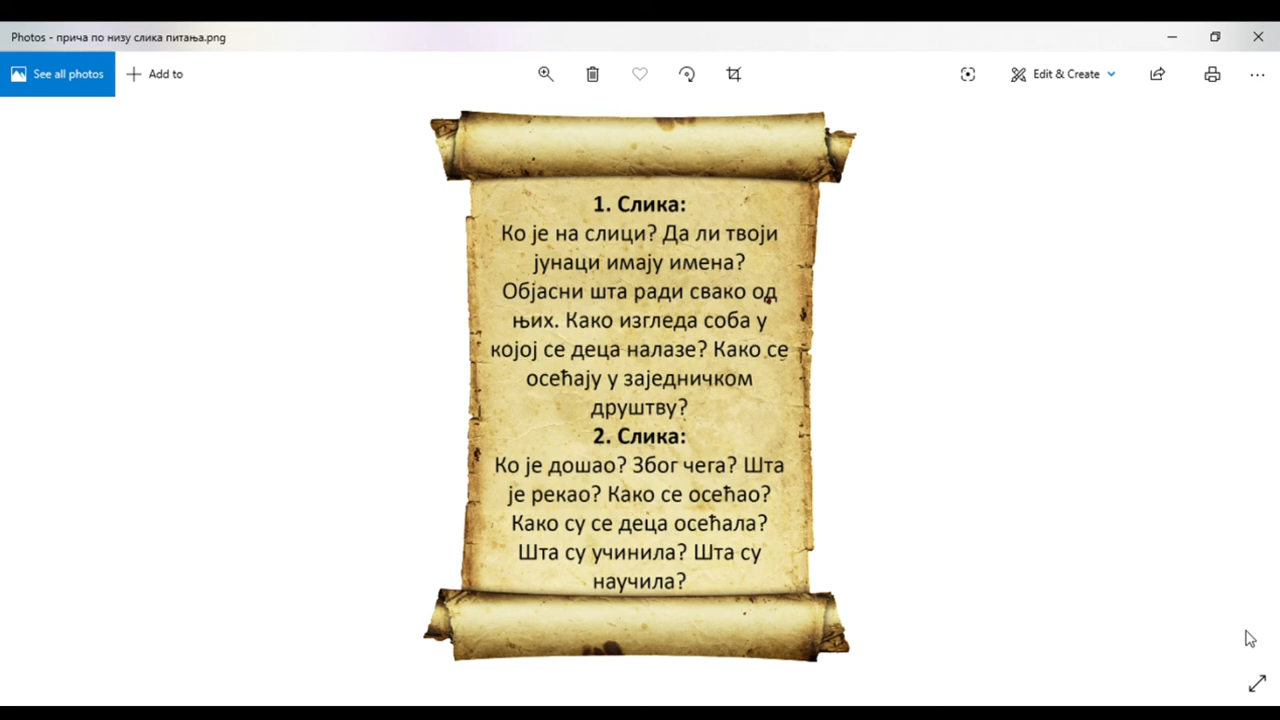 Photos - прича по низу слика питања.png
See all photos
Add to
Edit & Create
1. Слика:
Ко је на слици? Да ли твоји
јунаци имају имена?
Објасни шта ради свако од
њих. Како изгледа соба у
којој се деца налазе? Како се
осећају у заједничком
друштву?
2. Слика:
Ко је дошао? Због чега? Шта
је рекао? Како се осећао?
Како су се деца осећала?
Шта су учинила? Шта су
научила?